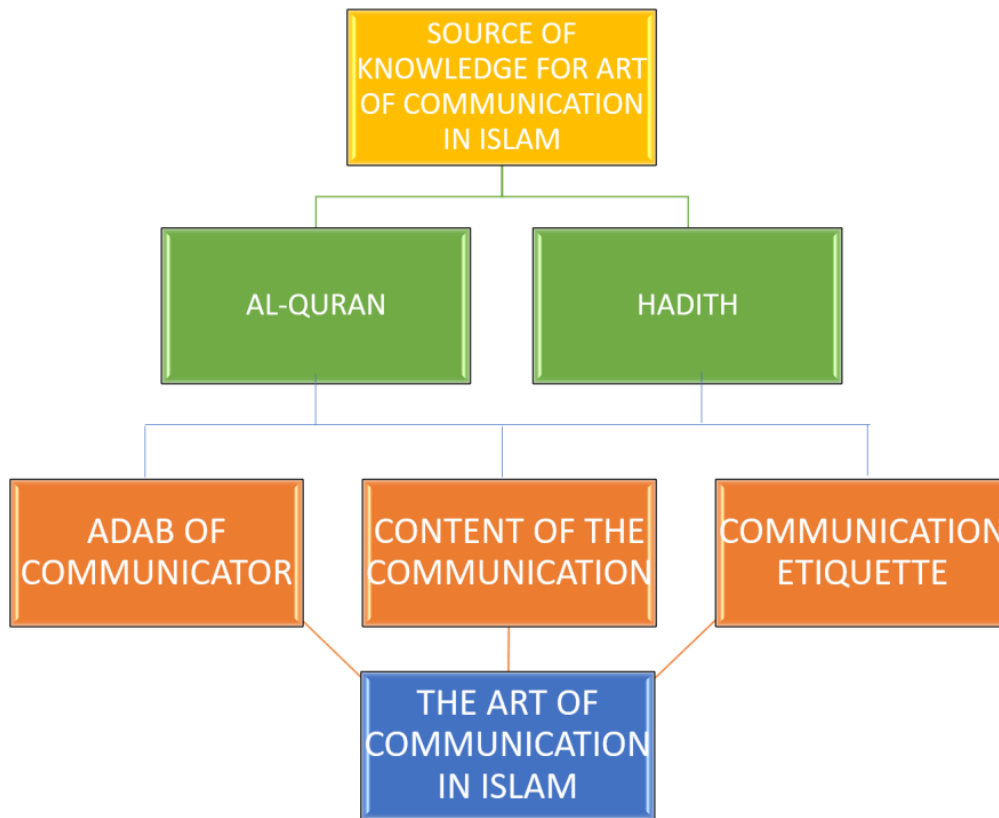 SOURCE OF
KNOWLEDGE FOR ART
OF COMMUNICATION
IN ISLAM
AL-QURAN
HADITH
ADAB OF
COMMUNICATOR
CONTENT OF THE
COMMUNICATION
COMMUNICATION
ETIQUETTE
THE ART OF
COMMUNICATION
IN ISLAM